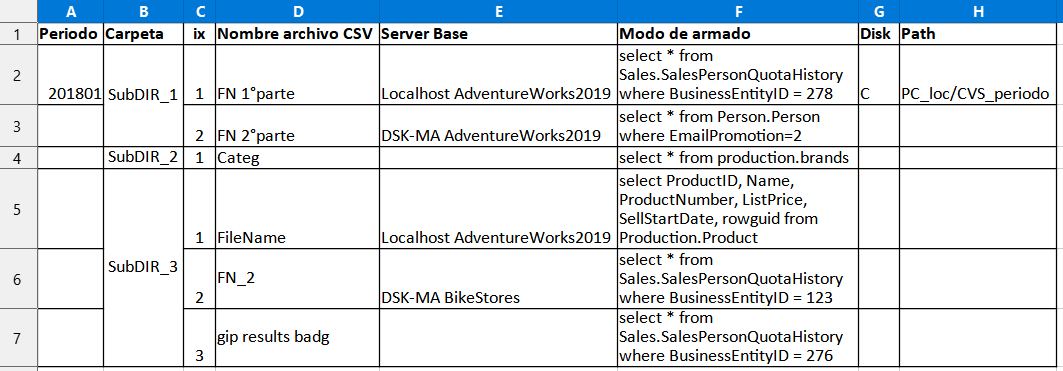 A B C D E F G H
1 Periodo Carpeta ix Nombre archivo CSV Server Base Modo de armado Disk Path
2 201801 SubDIR_1 1 FN 1°parte Localhost AdventureWorks2019 select * from
Sales.SalesPersonQuotaHistory
where BusinessEntityID = 278 C PC_loc/CVS_periodo
3 2 FN 2°parte DSK-MA AdventureWorks2019 select * from Person.Person
where EmailPromotion=2
4 SubDIR_2 1 Categ select * from production.brands
5 SubDIR_3 1 FileName Localhost AdventureWorks2019 select ProductID, Name,
ProductNumber, ListPrice,
SellStartDate, rowguid from
Production.Product
6 2 FN_2 DSK-MA BikeStores select * from
Sales.SalesPersonQuotaHistory
where BusinessEntityID = 123
7 3 gip results badg select * from
Sales.SalesPersonQuotaHistory
where BusinessEntityID = 276